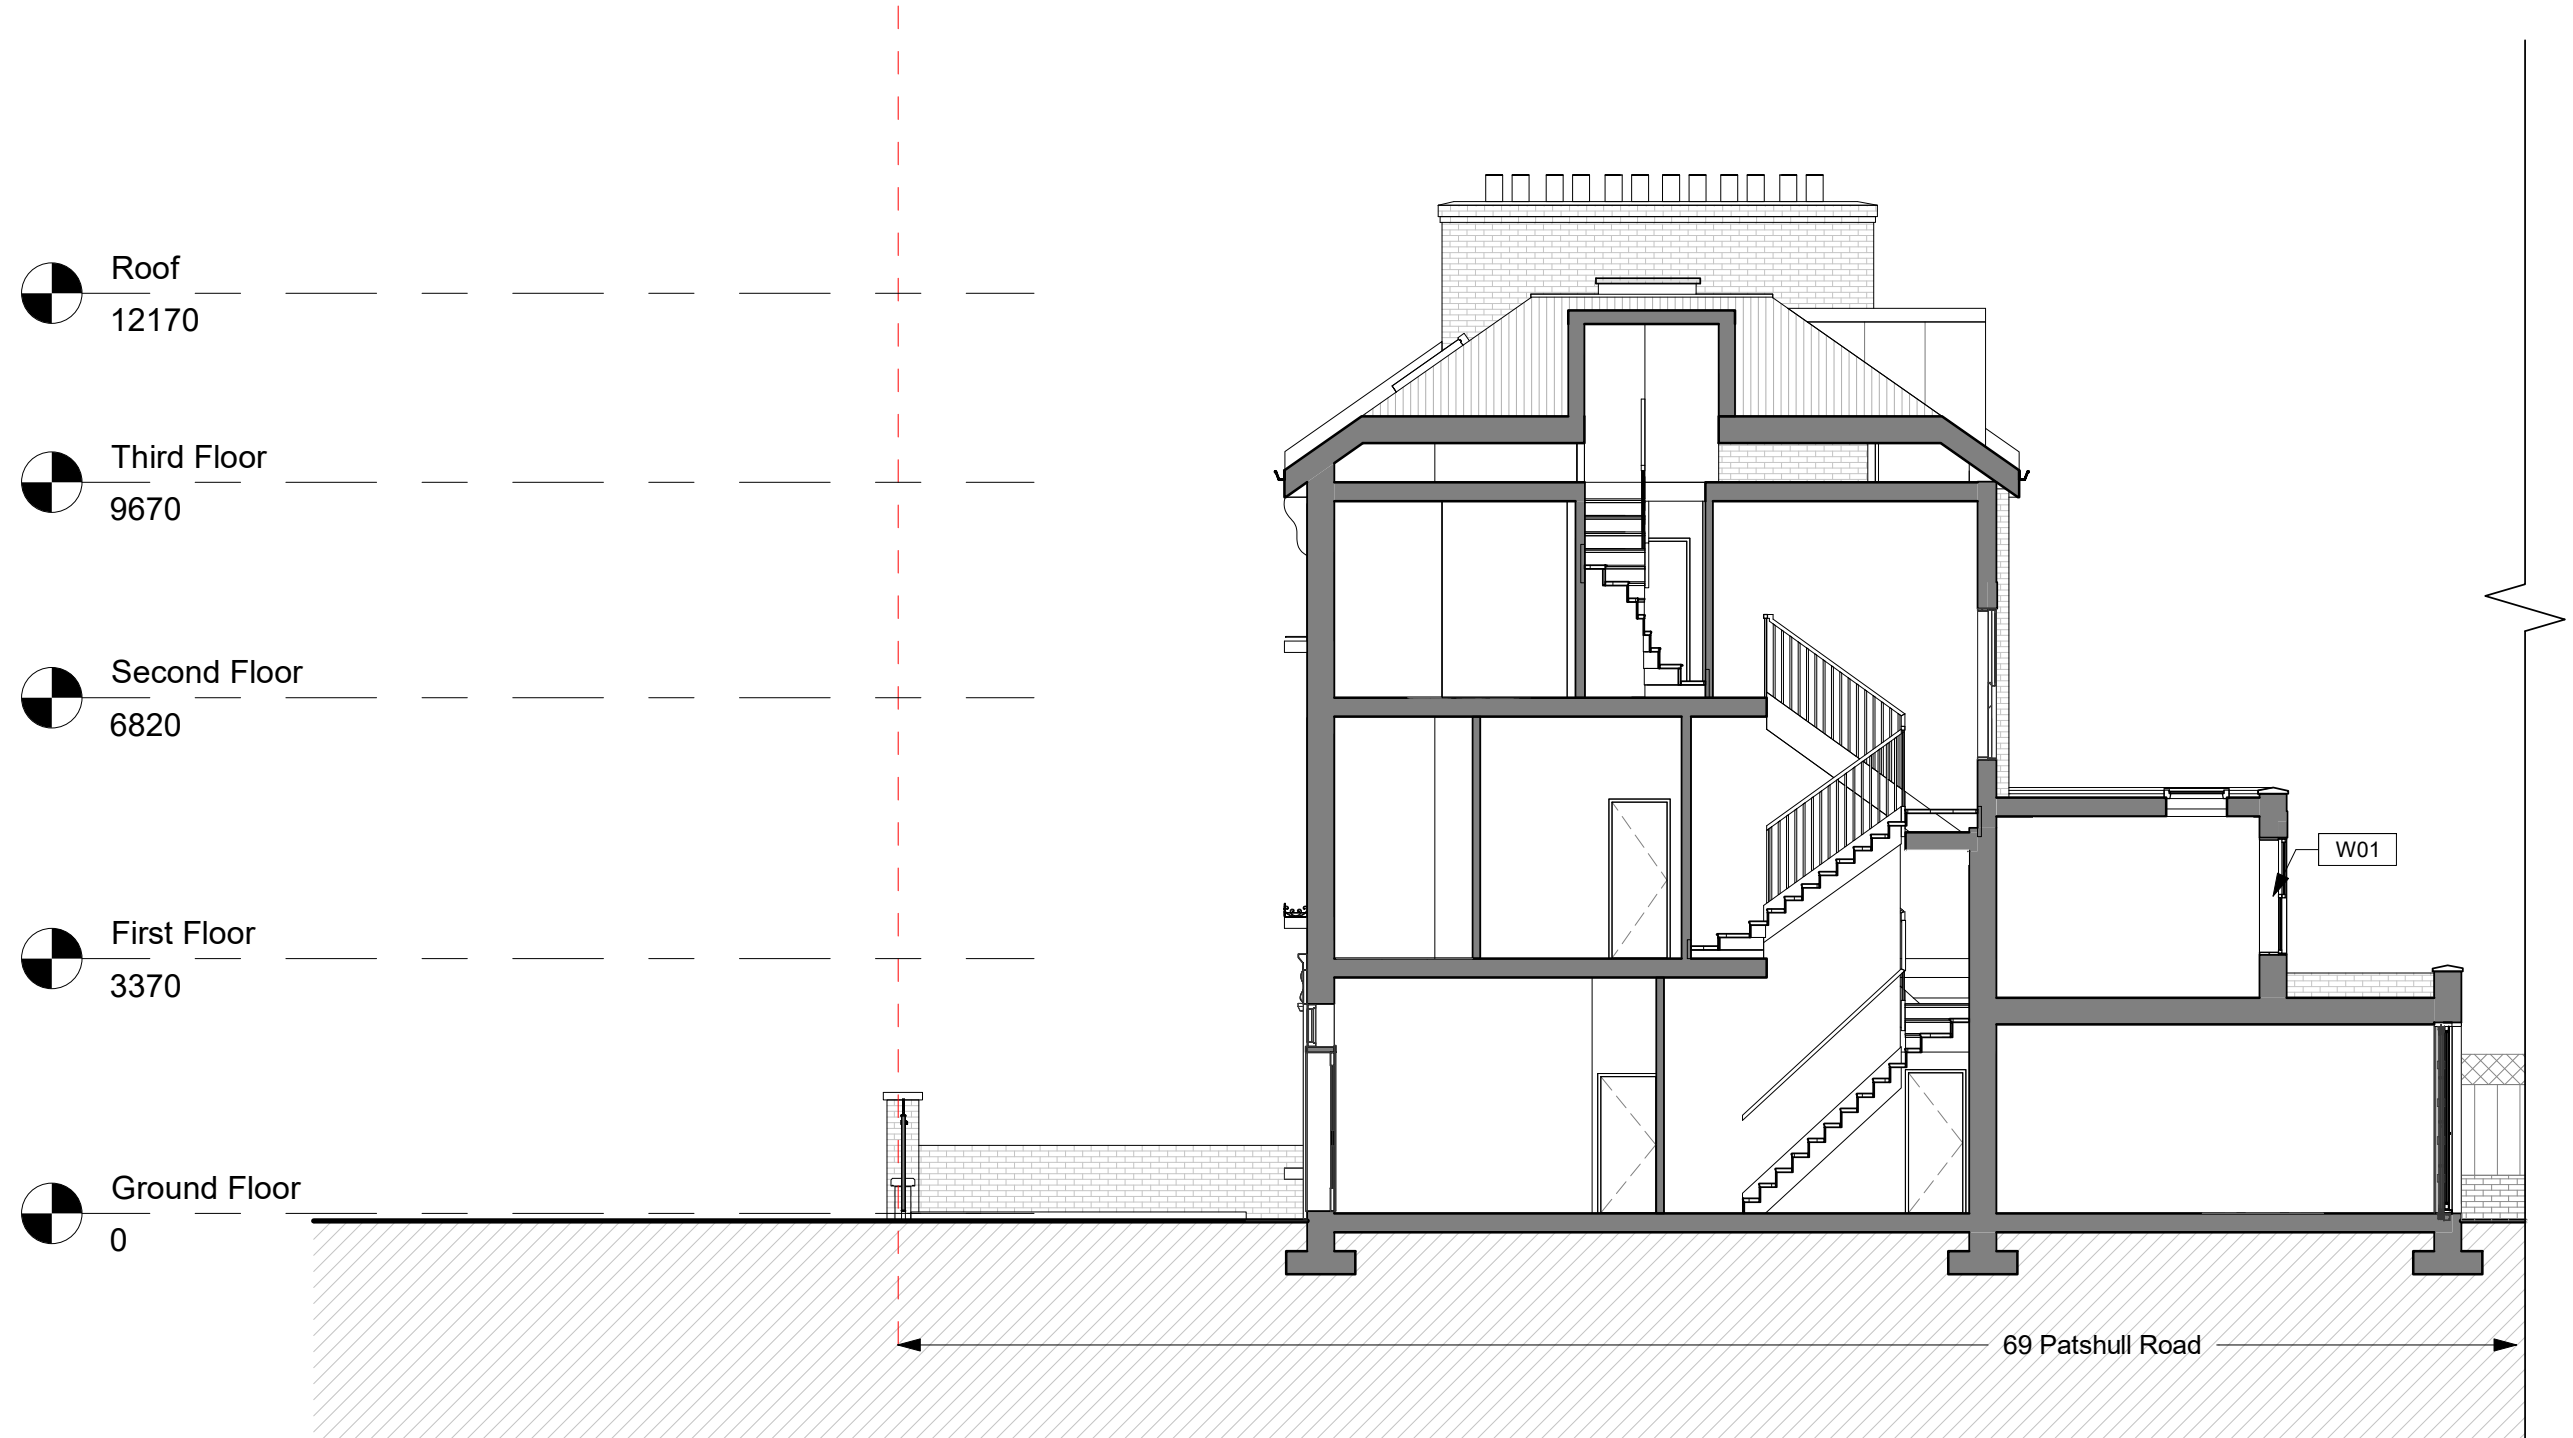 Roof
12170
Third Floor
9670
Second Floor
6820
W01
First Floor
3370
Ground Floor
0
69 Patshull Road